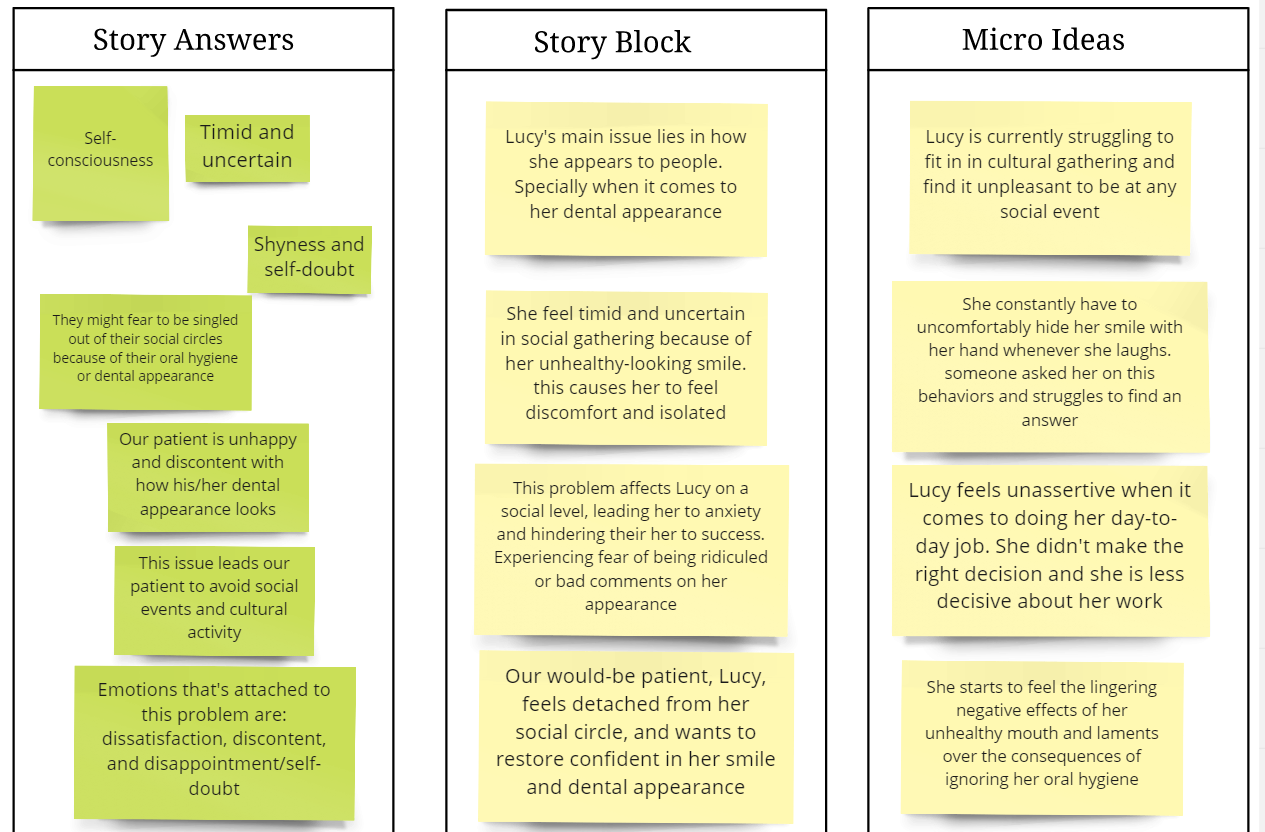 Story Answers
Self-
consciousness
Timid and
uncertain
Shyness and
self-doubt
They might fear to be singled
out of their social circles
because of their oral hygiene
or dental appearance
Our patient is unhappy
and discontent with
how his/her dental
appearance looks
This issue leads our
patient to avoid social
events and cultural
activity
Emotions that's attached to
this problem are:
dissatisfaction, discontent,
and disappointment/self-
doubt
Story Block
Lucy's main issue lies in how
she appears to people.
Specially when it comes to
her dental appearance
She feel timid and uncertain
in social gathering because of
her unhealthy-looking smile.
this causes her to feel
discomfort and isolated
This problem affects Lucy on a
social level, leading her to anxiety
and hindering their her to success.
Experiencing fear of being ridiculed
or bad comments on her
appearance
Our would-be patient, Lucy,
feels detached from her
social circle, and wants to
restore confident in her smile
and dental appearance
Micro Ideas
Lucy is currently struggling to
fit in in cultural gathering and
find it unpleasant to be at any
social event
She constantly have to
uncomfortably hide her smile with
her hand whenever she laughs.
someone asked her on this
behaviors and struggles to find an
answer
Lucy feels unassertive when it
comes to doing her day-to-
day job. She didn't make the
right decision and she is less
decisive about her work
She starts to feel the lingering
negative effects of her
unhealthy mouth and laments
over the consequences of
ignoring her oral hygiene